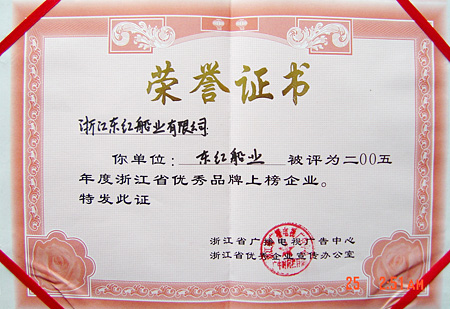 荣誉证书
浙江东红船业有限公司
你单位：东红船业 被评为二00五
年度浙江省优秀品牌上榜企业。
特发此证
浙江省广播电视广告中心
浙江省优秀企业宣传办公室